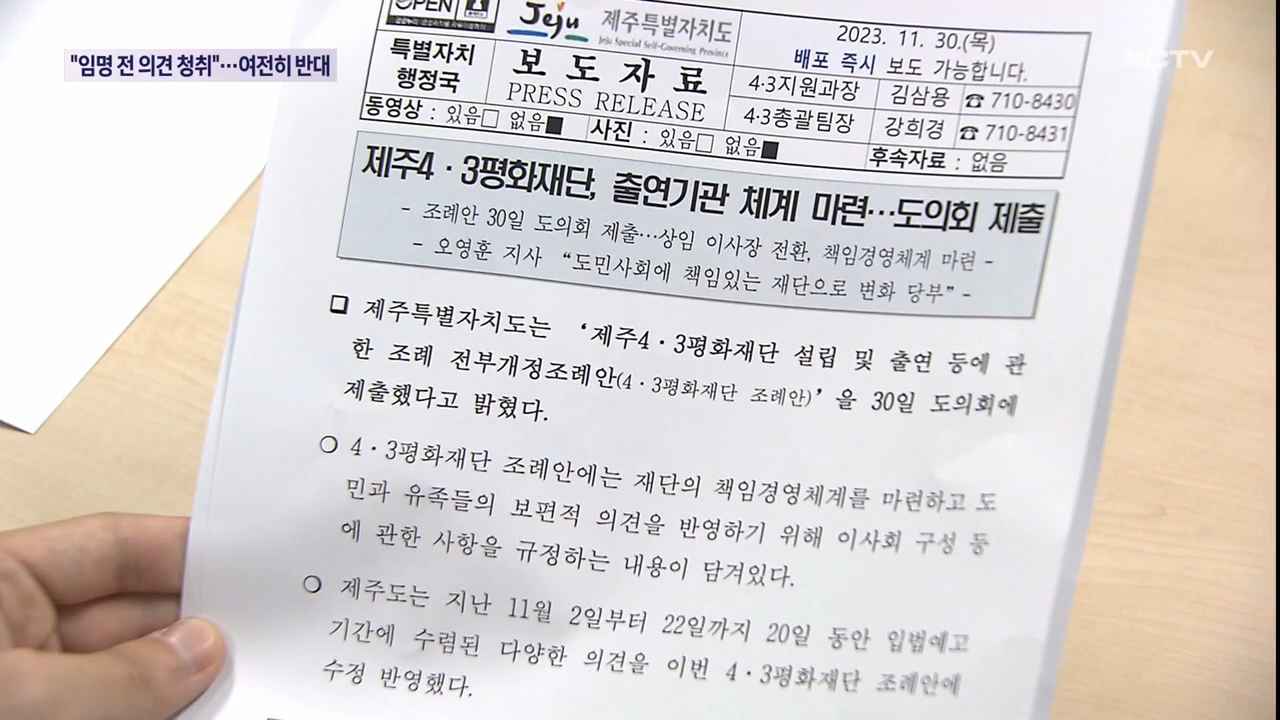 "임명 전 의견 청취"…여전히 반대
KCTV
OPEN
Jeju 제주특별자치도
Jeju Special Self-Governing Province
2023. 11. 30.(목)
배포 즉시 보도 가능합니다.
특별자치
행정국
보도자료
PRESS RELEASE
4·3지원과장 김삼용 ☎ 710-8430
4·3총괄팀장 강희경 ☎ 710-8431
동영상 : 있음□ 없음■ 사진 : 있음□ 없음■ 후속자료 : 없음
제주4·3평화재단, 출연기관 체계 마련…도의회 제출
- 조례안 30일 도의회 제출…상임 이사장 전환, 책임경영체계 마련 -
- 오영훈 지사 “도민사회에 책임있는 재단으로 변화 당부” -
❑ 제주특별자치도는 ‘제주4·3평화재단 설립 및 출연 등에 관
한 조례 전부개정조례안(4·3평화재단 조례안)’을 30일 도의회에
제출했다고 밝혔다.
○ 4·3평화재단 조례안에는 재단의 책임경영체계를 마련하고 도
민과 유족들의 보편적 의견을 반영하기 위해 이사회 구성 등
에 관한 사항을 규정하는 내용이 담겨있다.
○ 제주도는 지난 11월 2일부터 22일까지 20일 동안 입법예고
기간에 수렴된 다양한 의견을 이번 4·3평화재단 조례안에
수정 반영했다.